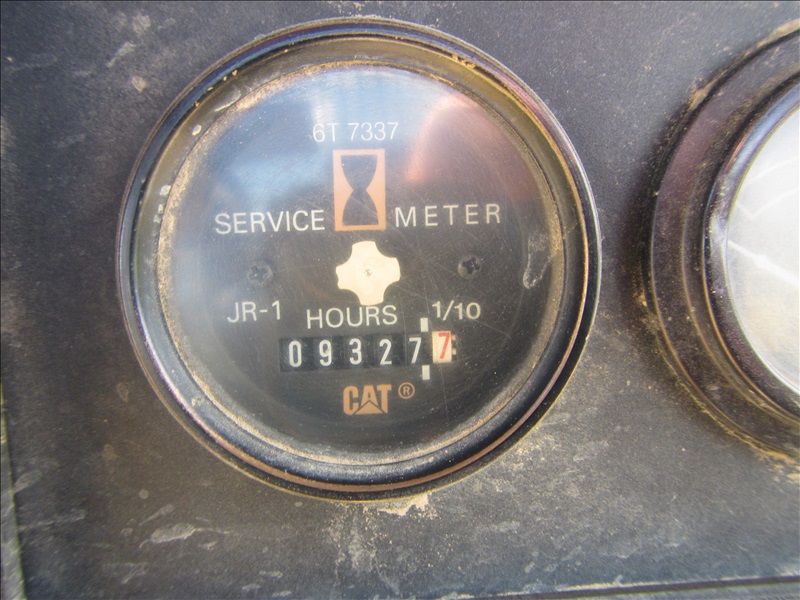 6T 7337
SERVICE METER
JR-1 HOURS 1/10
093277
CAT®